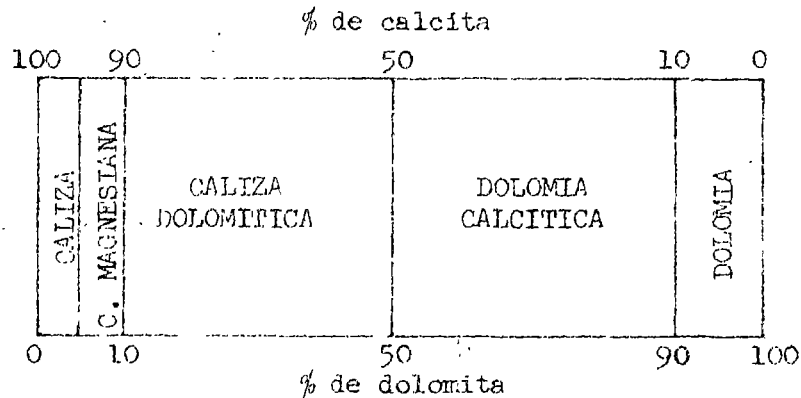 % de calcita
100 90 50 10 0
CALIZA
C. MAGNESIANA
CALIZA
DOLOMITICA
DOLOMIA
CALCITICA
DOLOMIA
0 10 50 90 100
% de dolomita